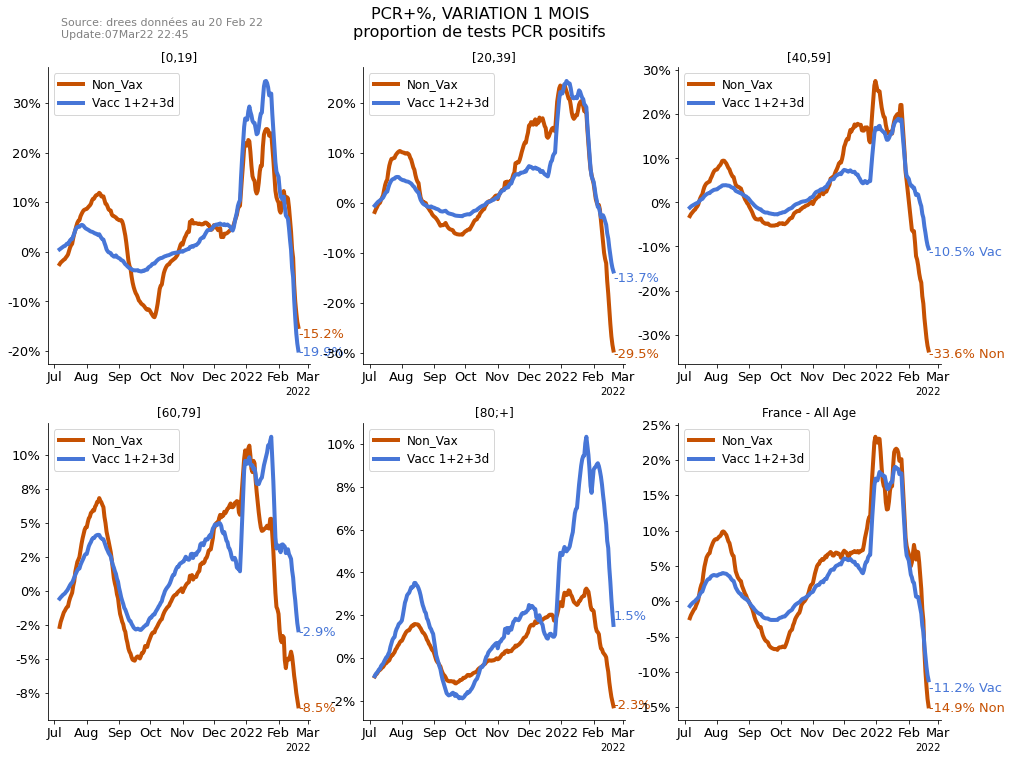 Source: drees données au 20 Feb 22
Update:07Mar22 22:45
PCR+%, VARIATION 1 MOIS
proportion de tests PCR positifs
[0,19]
Non_Vax
Vacc 1+2+3d
30%
20%
10%
0%
-10%
-20%
-15.2%
-19.9%
Jul Aug Sep Oct Nov Dec 2022 Feb Mar
2022
[20,39]
Non_Vax
Vacc 1+2+3d
20%
10%
0%
-10%
-20%
-30%
-13.7%
-29.5%
Jul Aug Sep Oct Nov Dec 2022 Feb Mar
2022
[40,59]
Non_Vax
Vacc 1+2+3d
30%
20%
10%
0%
-10%
-20%
-30%
-10.5% Vac
-33.6% Non
Jul Aug Sep Oct Nov Dec 2022 Feb Mar
2022
[60,79]
Non_Vax
Vacc 1+2+3d
10%
8%
5%
2%
0%
-2%
-5%
-8%
-2.9%
-8.5%
Jul Aug Sep Oct Nov Dec 2022 Feb Mar
2022
[80;+]
Non_Vax
Vacc 1+2+3d
10%
8%
6%
4%
2%
0%
-2%
1.5%
-2.3%
Jul Aug Sep Oct Nov Dec 2022 Feb Mar
2022
France - All Age
Non_Vax
Vacc 1+2+3d
25%
20%
15%
10%
5%
0%
-5%
-10%
-15%
-11.2% Vac
-14.9% Non
Jul Aug Sep Oct Nov Dec 2022 Feb Mar
2022